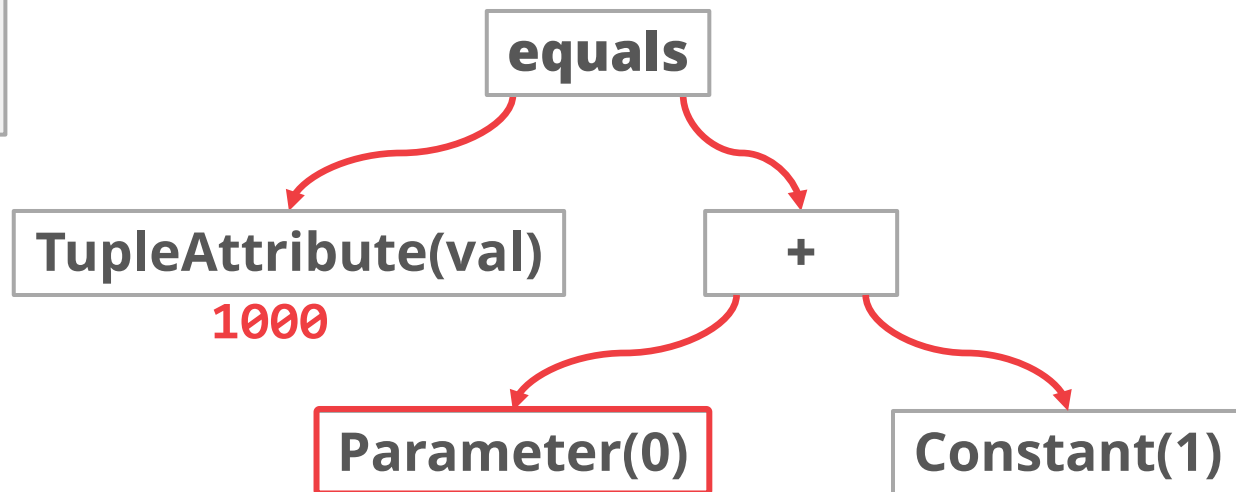 equals
TupleAttribute(val)
+
1000
Parameter(0)
Constant(1)